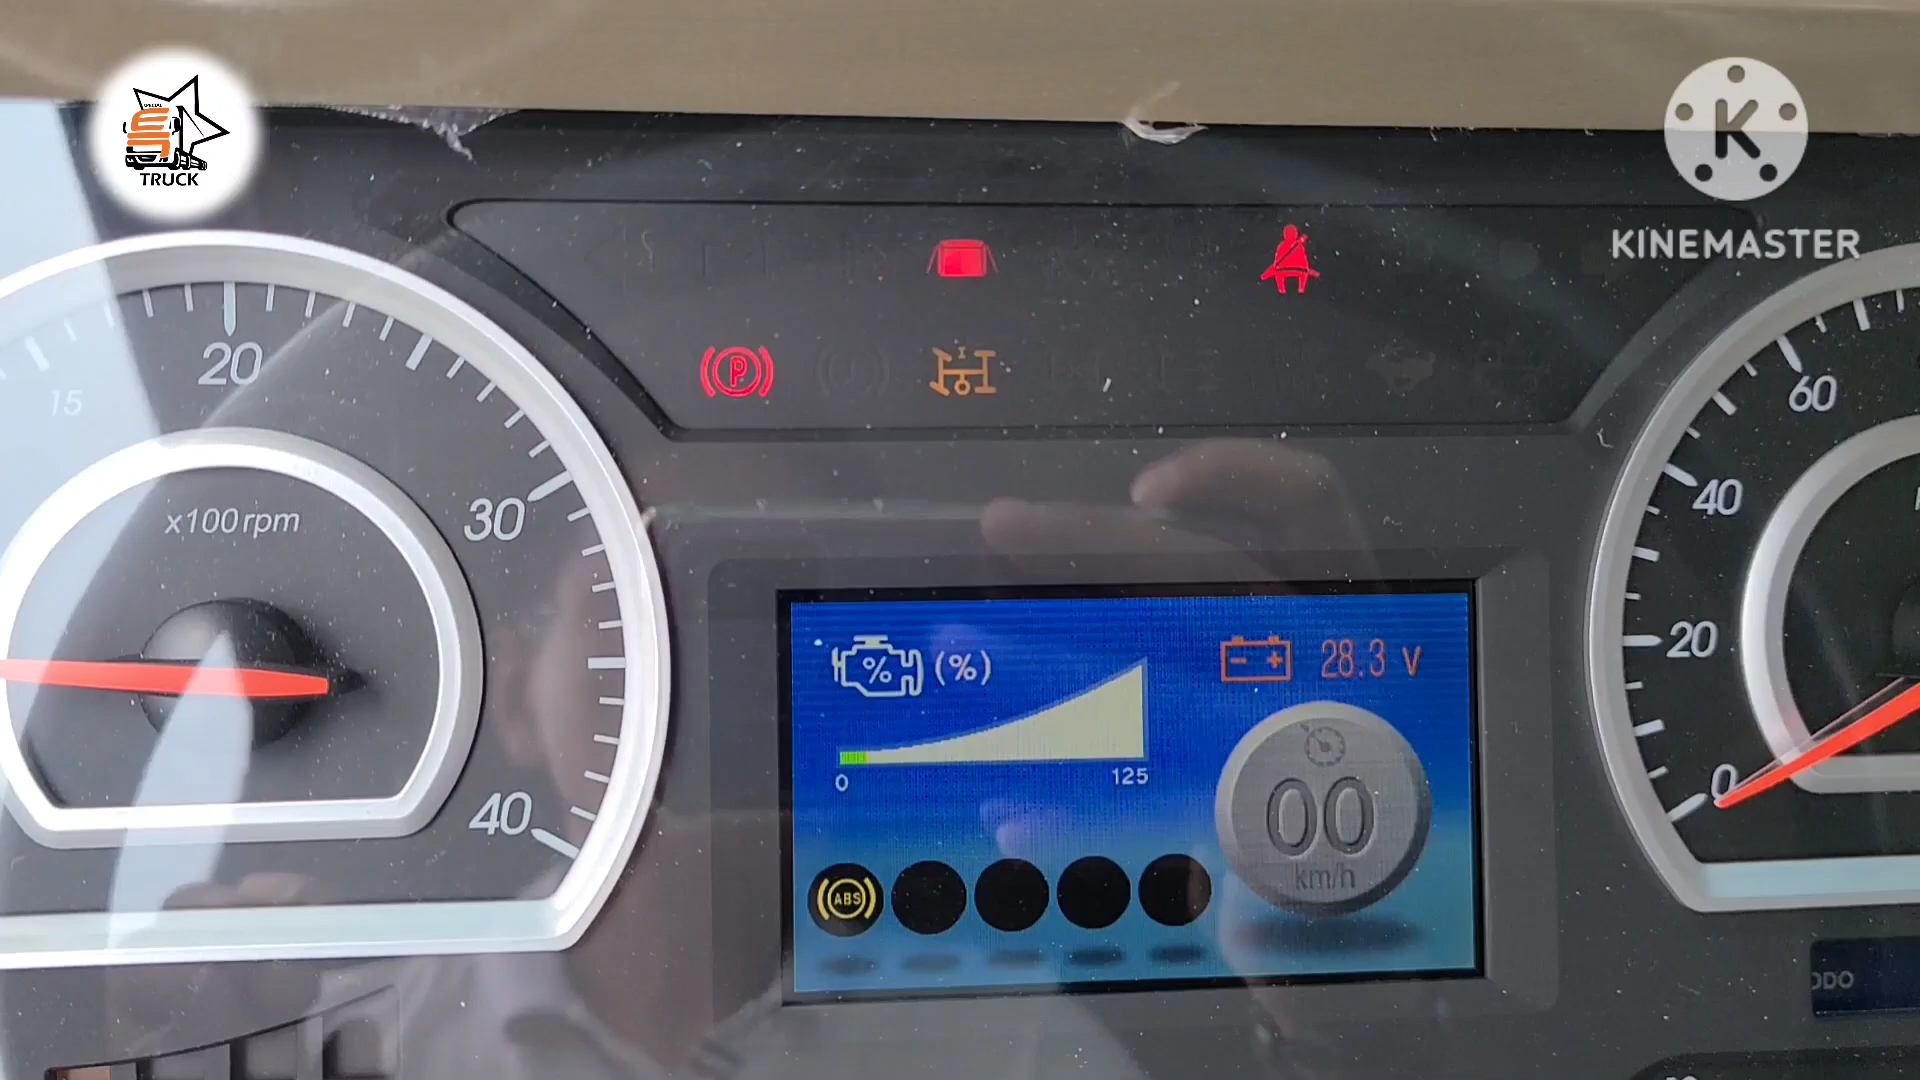 SPECIAL
TRUCK
K
KINEMASTER
15
20
30
40
x100rpm
P
60
40
20
0
% (%)
0
125
- +
28.3 V
00
km/h
ABS
ODO